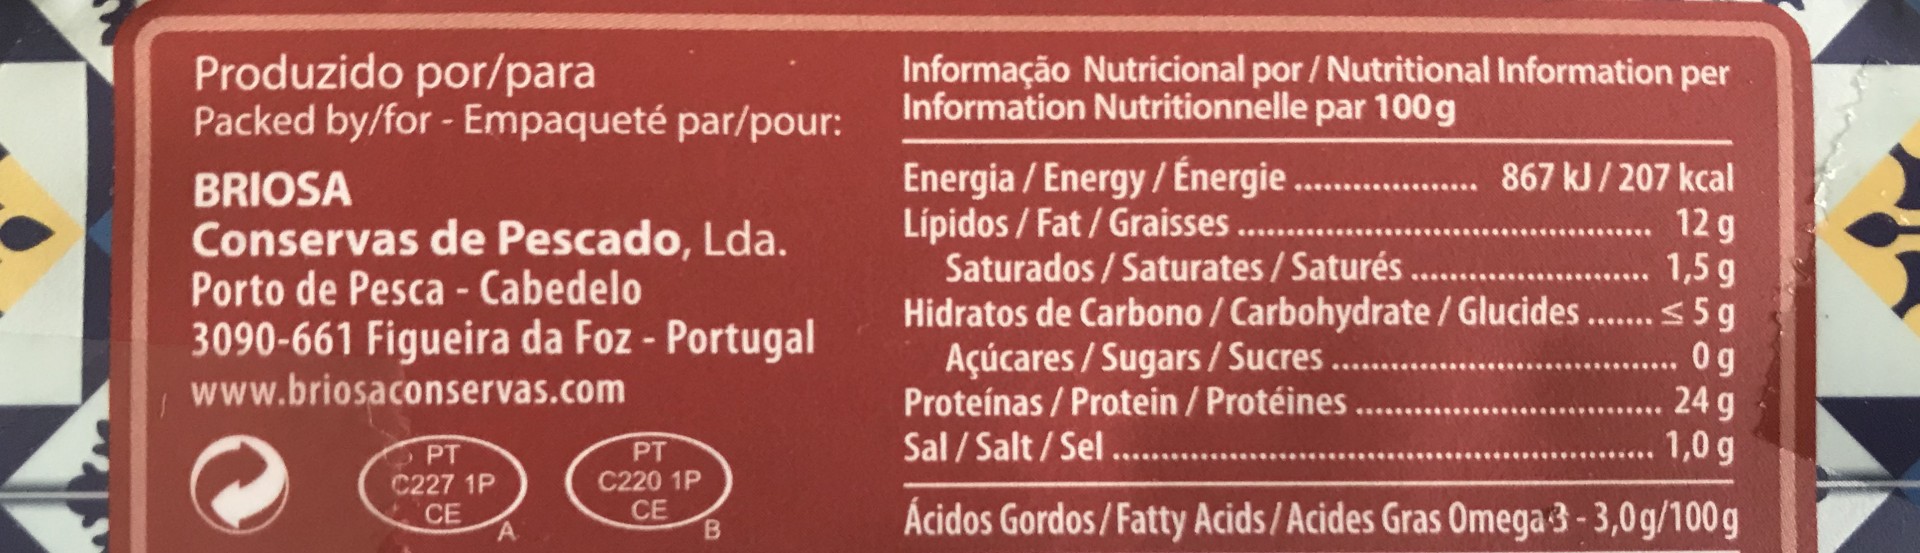 Produzido por/para
Packed by/for - Empaqueté par/pour:
BRIOSA
Conservas de Pescado, Lda.
Porto de Pesca - Cabedelo
3090-661 Figueira da Foz - Portugal
www.briosaconservas.com
PT
C227 1P
CE
A
PT
C220 1P
CE
B
Informação Nutricional por / Nutritional Information per
Information Nutritionnelle par 100g
Energia / Energy / Énergie ................... 867 kJ / 207 kcal
Lípidos / Fat / Graisses .......................................... 12 g
Saturados / Saturates / Saturés ........................ 1,5 g
Hidratos de Carbono / Carbohydrate / Glucides ....... ≤ 5 g
Açúcares / Sugars / Sucres ................................... 0 g
Proteínas / Protein / Protéines ............................... 24 g
Sal / Salt / Sel ....................................................... 1,0 g
Ácidos Gordos / Fatty Acids / Acides Gras Omega 3 - 3,0g/100g